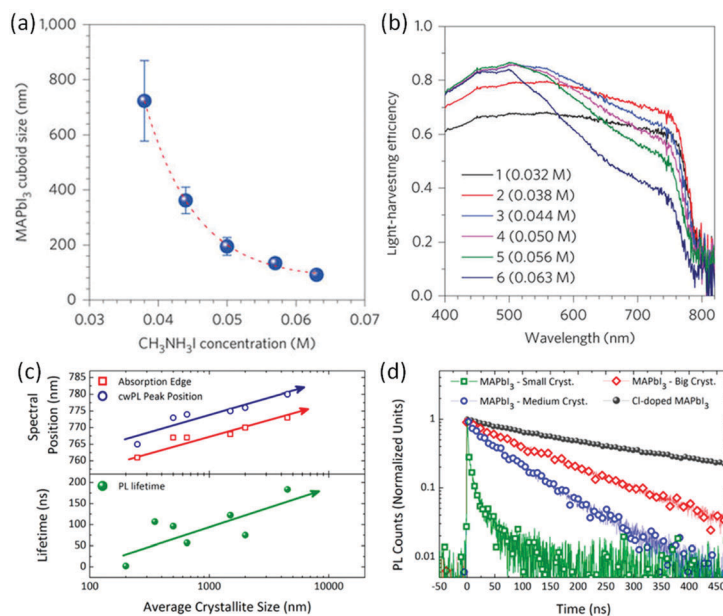 (a)
1,000
800
600
400
200
0
0.03
0.04
0.05
0.06
0.07
MAPbI3 cuboid size (nm)
CH3NH3I concentration (M)
(b)
1.0
0.8
0.6
0.4
0.2
0.0
400
500
600
700
800
Light-harvesting efficiency
1 (0.032 M)
2 (0.038 M)
3 (0.044 M)
4 (0.050 M)
5 (0.056 M)
6 (0.063 M)
Wavelength (nm)
(c)
785
780
775
770
765
760
Spectral
Position (nm)
Absorption Edge
cwPL Peak Position
200
150
100
50
0
Lifetime (ns)
PL lifetime
100
1000
10000
Average Crystallite Size (nm)
(d)
MAPbI3 - Small Cryst.
MAPbI3 - Big Cryst.
MAPbI3 - Medium Cryst.
Cl-doped MAPbI3
1
0.1
0.01
PL Counts (Normalized Units)
-50
0
50
100
150
200
250
300
350
400
450
Time (ns)